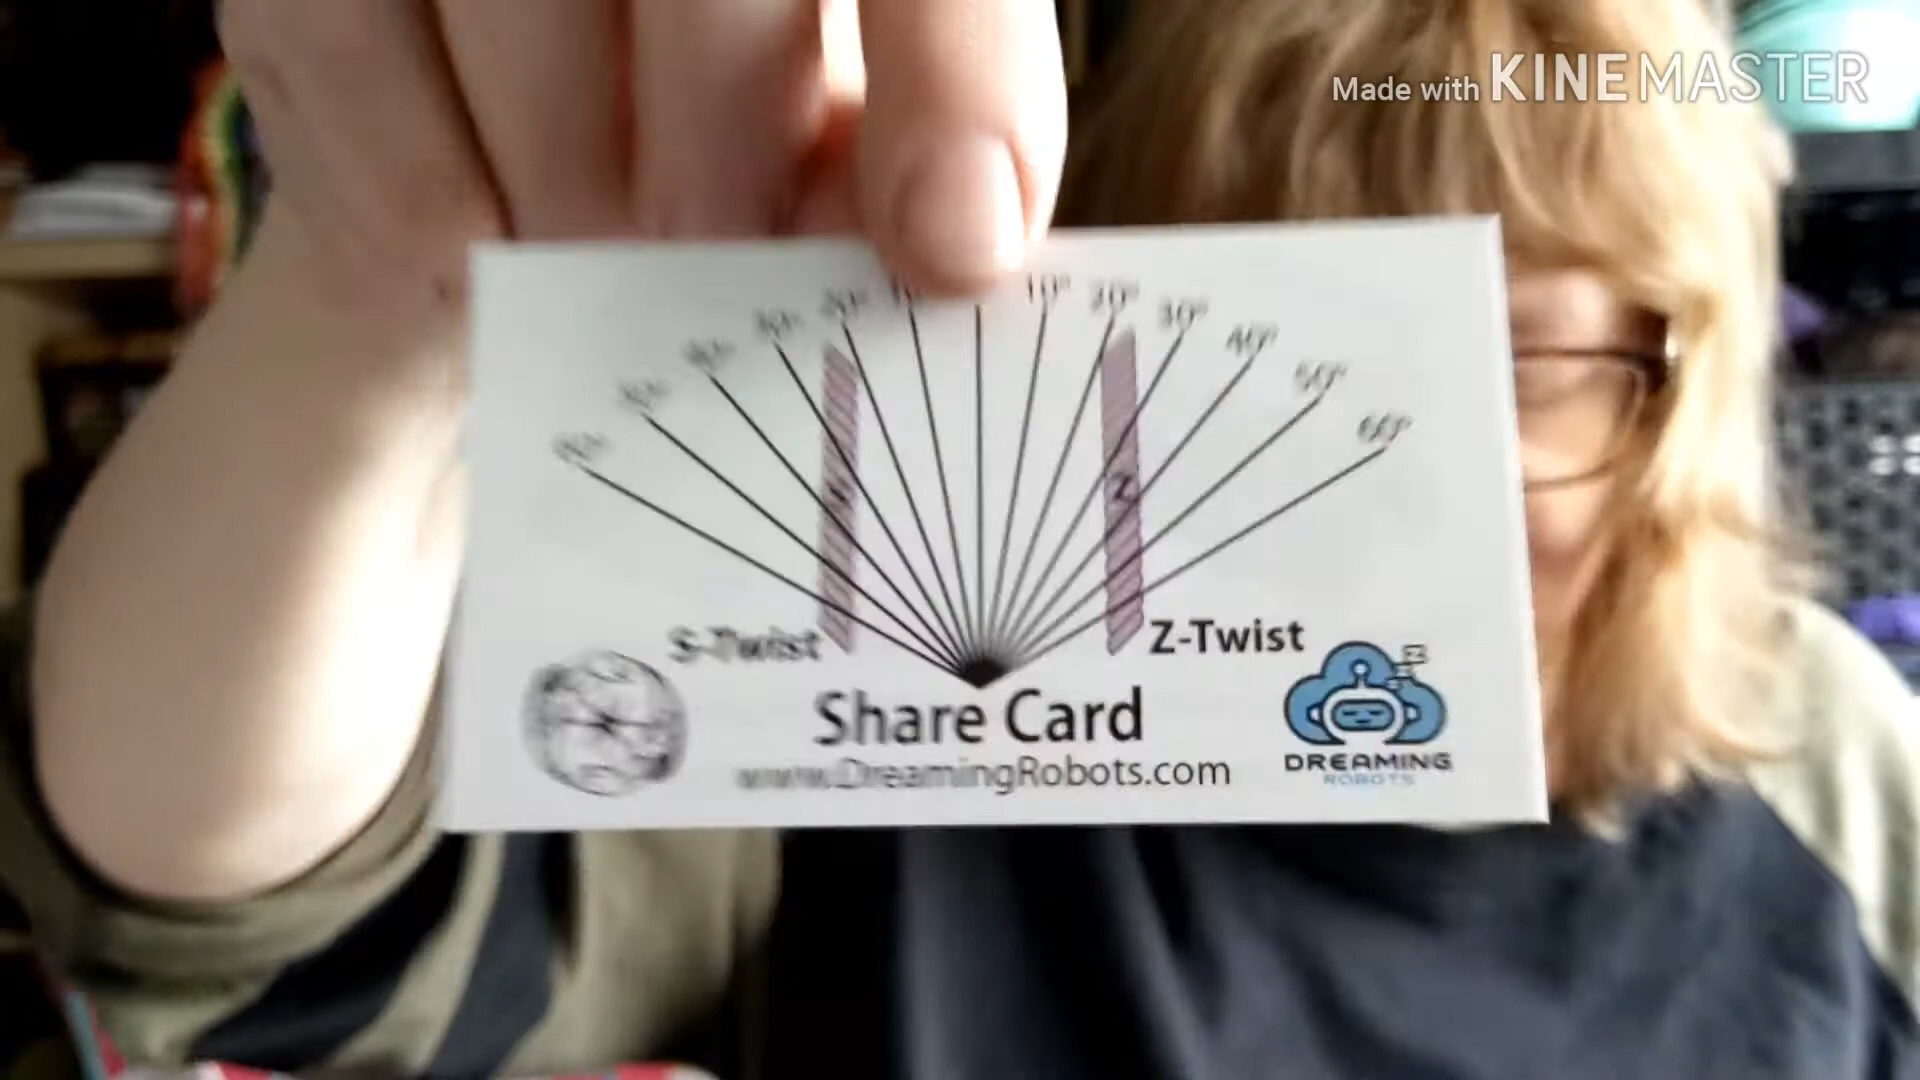 Made with KINEMASTER
10° 20° 30° 40° 50° 60°
Z
S-Twist
Z-Twist
Share Card
www.DreamingRobots.com
DREAMING
ROBOTS